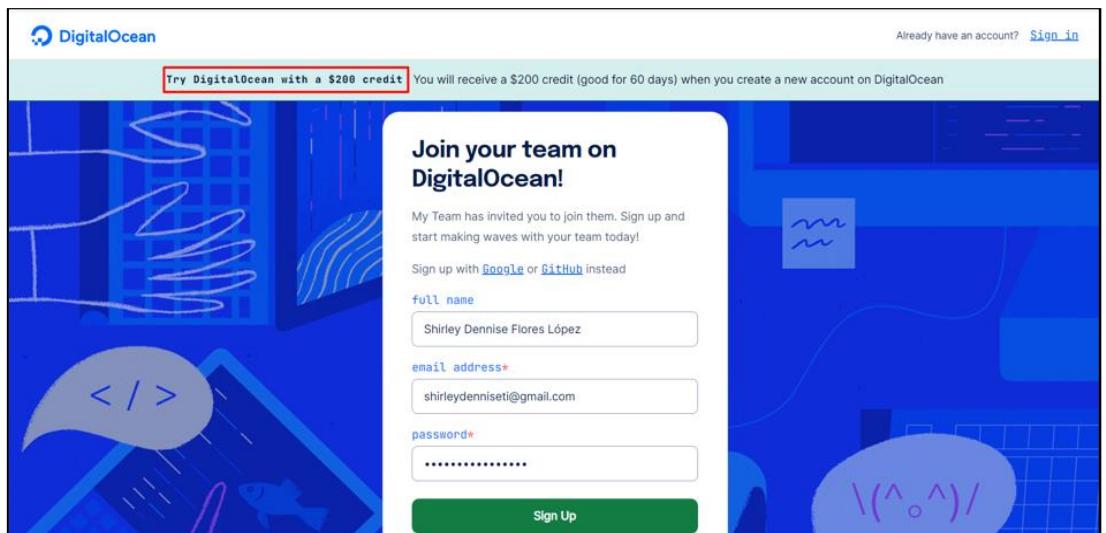 DigitalOcean
Already have an account? Sign in
Try DigitalOcean with a $200 credit You will receive a $200 credit (good for 60 days) when you create a new account on DigitalOcean
Join your team on
DigitalOcean!
My Team has invited you to join them. Sign up and
start making waves with your team today!
Sign up with Google or GitHub instead
full name
Shirley Dennise Flores López
email address*
shirleydenniseti@gmail.com
password*
••••••••••••••••
Sign Up
</>
\(^o^)/